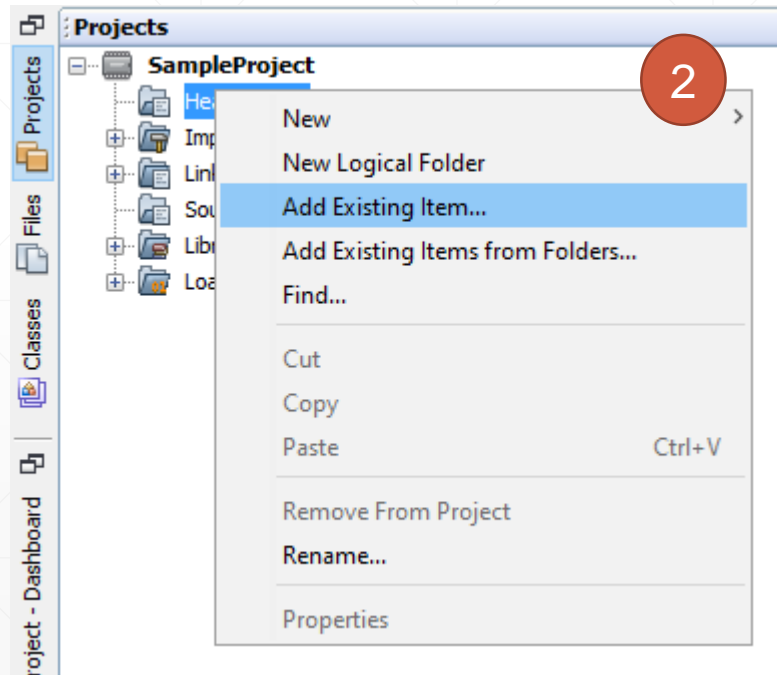 Projects
SampleProject
2
New
New Logical Folder
Add Existing Item...
Add Existing Items from Folders...
Find...
Cut
Copy
Paste Ctrl+V
Remove From Project
Rename...
Properties
Projects
Files
Classes
- Dashboard